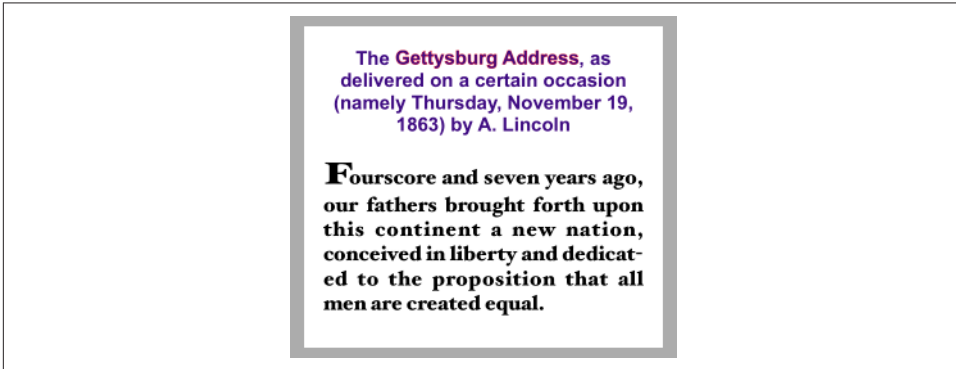 The Gettysburg Address, as
delivered on a certain occasion
(namely Thursday, November 19,
1863) by A. Lincoln
Fourscore and seven years ago,
our fathers brought forth upon
this continent a new nation,
conceived in liberty and dedicat-
ed to the proposition that all
men are created equal.